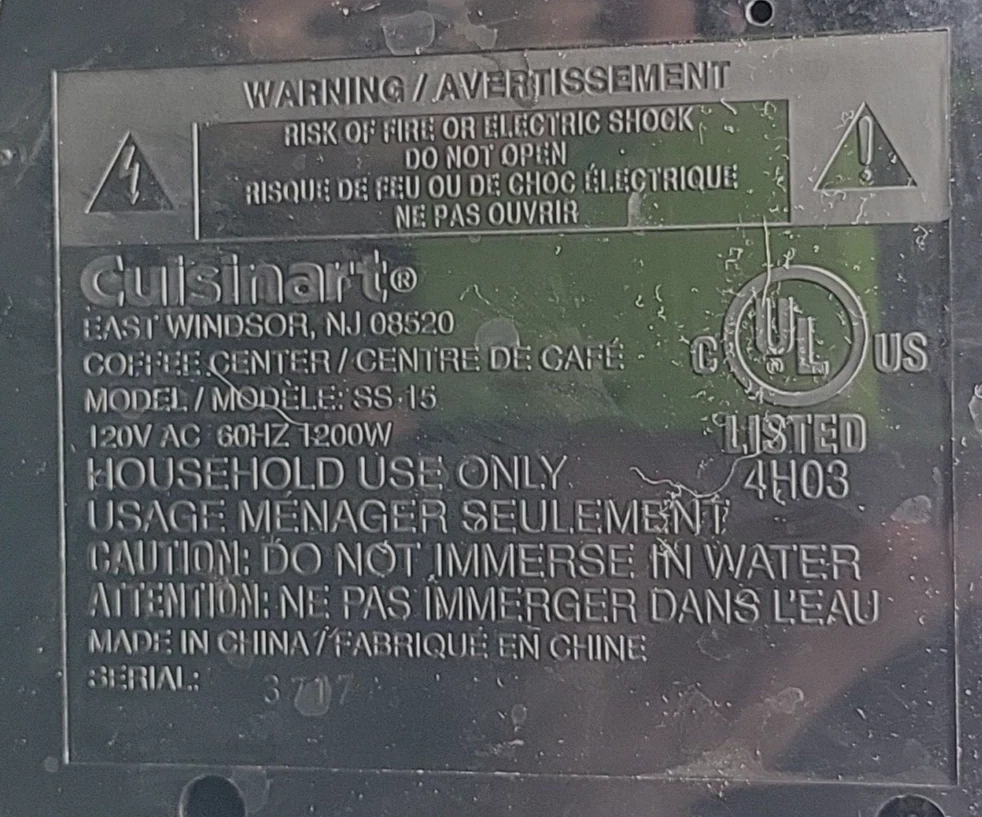 WARNING / AVERTISSEMENT
RISK OF FIRE OR ELECTRIC SHOCK
DO NOT OPEN
RISQUE DE FEU OU DE CHOC ÉLECTRIQUE
NE PAS OUVRIR
Cuisinart®
EAST WINDSOR, NJ 08520
COFFEE CENTER / CENTRE DE CAFÉ
MODEL / MODÈLE: SS-15
120V AC 60HZ 1200W
C UL US
LISTED
4H03
HOUSEHOLD USE ONLY
USAGE MÉNAGER SEULEMENT
CAUTION: DO NOT IMMERSE IN WATER
ATTENTION: NE PAS IMMERGER DANS L'EAU
MADE IN CHINA / FABRIQUÉ EN CHINE
SERIAL: 3707